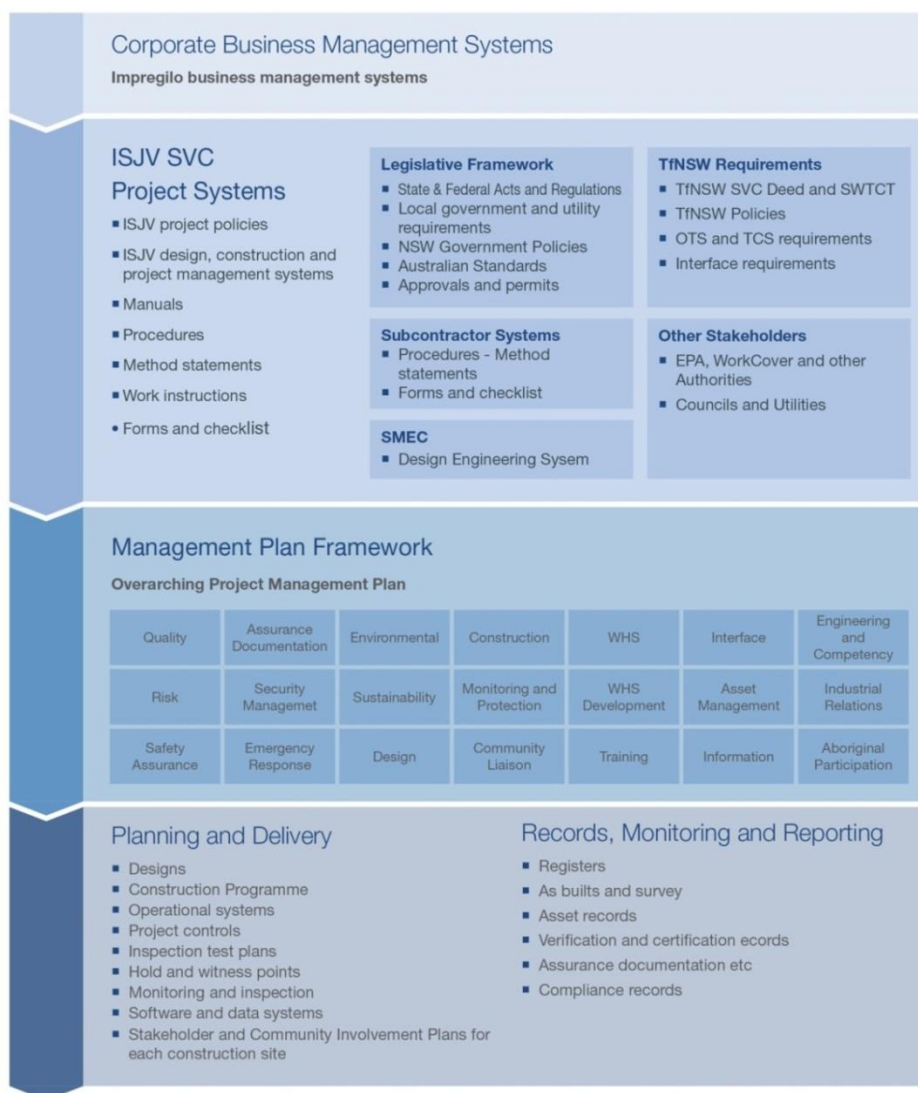 Corporate Business Management Systems
Impregilo business management systems
ISJV SVC
Project Systems
▪ ISJV project policies
▪ ISJV design, construction and
project management systems
▪ Manuals
▪ Procedures
▪ Method statements
▪ Work instructions
• Forms and checklist
Legislative Framework
▪ State & Federal Acts and Regulations
▪ Local government and utility
requirements
▪ NSW Government Policies
▪ Australian Standards
▪ Approvals and permits
TfNSW Requirements
▪ TfNSW SVC Deed and SWTCT
▪ TfNSW Policies
▪ OTS and TCS requirements
▪ Interface requirements
Subcontractor Systems
▪ Procedures - Method
statements
▪ Forms and checklist
Other Stakeholders
▪ EPA, WorkCover and other
Authorities
▪ Councils and Utilities
SMEC
▪ Design Engineering Sysem
Management Plan Framework
Overarching Project Management Plan
Quality
Assurance
Documentation
Environmental
Construction
WHS
Interface
Engineering
and
Competency
Risk
Security
Managemet
Sustainability
Monitoring and
Protection
WHS
Development
Asset
Management
Industrial
Relations
Safety
Assurance
Emergency
Response
Design
Community
Liaison
Training
Information
Aboriginal
Participation
Planning and Delivery
▪ Designs
▪ Construction Programme
▪ Operational systems
▪ Project controls
▪ Inspection test plans
▪ Hold and witness points
▪ Monitoring and inspection
▪ Software and data systems
▪ Stakeholder and Community Involvement Plans for
each construction site
Records, Monitoring and Reporting
▪ Registers
▪ As builts and survey
▪ Asset records
▪ Verification and certification ecords
▪ Assurance documentation etc
▪ Compliance records